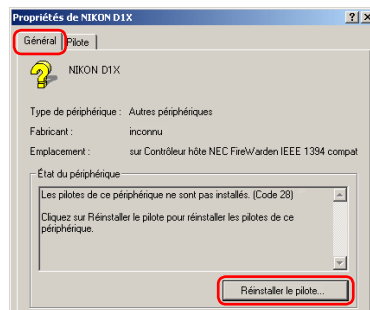 Propriétés de NIKON D1X
Général Pilote
NIKON D1X
Type de périphérique : Autres périphériques
Fabricant : inconnu
Emplacement : sur Contrôleur hôte NEC FireWarden IEEE 1394 compat
État du périphérique
Les pilotes de ce périphérique ne sont pas installés. (Code 28)
Cliquez sur Réinstaller le pilote pour réinstaller les pilotes de ce
périphérique.
Réinstaller le pilote...